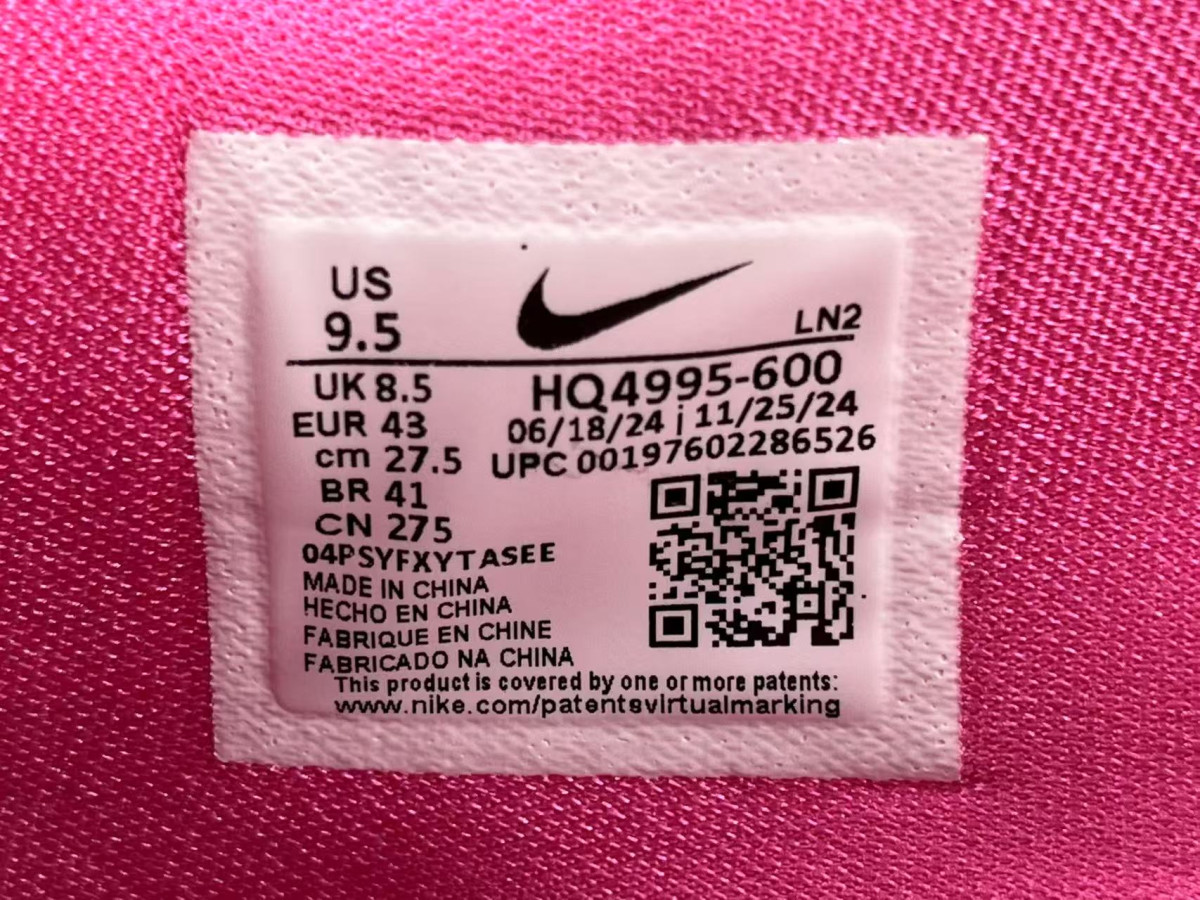 US
9.5
LN2
UK 8.5
EUR 43
cm 27.5
BR 41
CN 275
HQ4995-600
06/18/24 | 11/25/24
UPC 00197602286526
04PSYFXYTASEE
MADE IN CHINA
HECHO EN CHINA
FABRIQUE EN CHINE
FABRICADO NA CHINA
This product is covered by one or more patents:
www.nike.com/patentsvirtualmarking